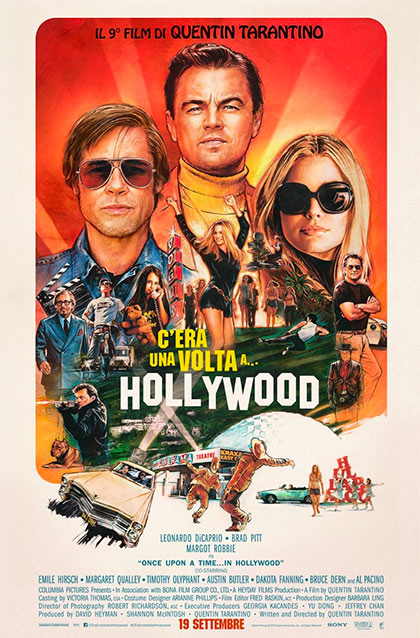 IL 9° FILM DI QUENTIN TARANTINO
C'ERA
UNA VOLTA
A...
HOLLYWOOD
LEONARDO DiCAPRIO • BRAD PITT
MARGOT ROBBIE
IN
"ONCE UPON A TIME...IN HOLLYWOOD"
CO-STARRING
EMILE HIRSCH • MARGARET QUALLEY • TIMOTHY OLYPHANT • AUSTIN BUTLER • DAKOTA FANNING • BRUCE DERN AND AL PACINO
COLUMBIA PICTURES Presents • In Association with BONA FILM GROUP CO., LTD. • A HEYDAY FILMS Production • A Film by QUENTIN TARANTINO
Casting by VICTORIA THOMAS, CSA • Costume Designer ARIANNE PHILLIPS • Film Editor FRED RASKIN, ACE • Production Designer BARBARA LING
Director of Photography ROBERT RICHARDSON, ASC • Executive Producers GEORGIA KACANDES • YU DONG • JEFFREY CHAN
Produced by DAVID HEYMAN • SHANNON McINTOSH • QUENTIN TARANTINO • Written and Directed by QUENTIN TARANTINO
19 SETTEMBRE
SONY